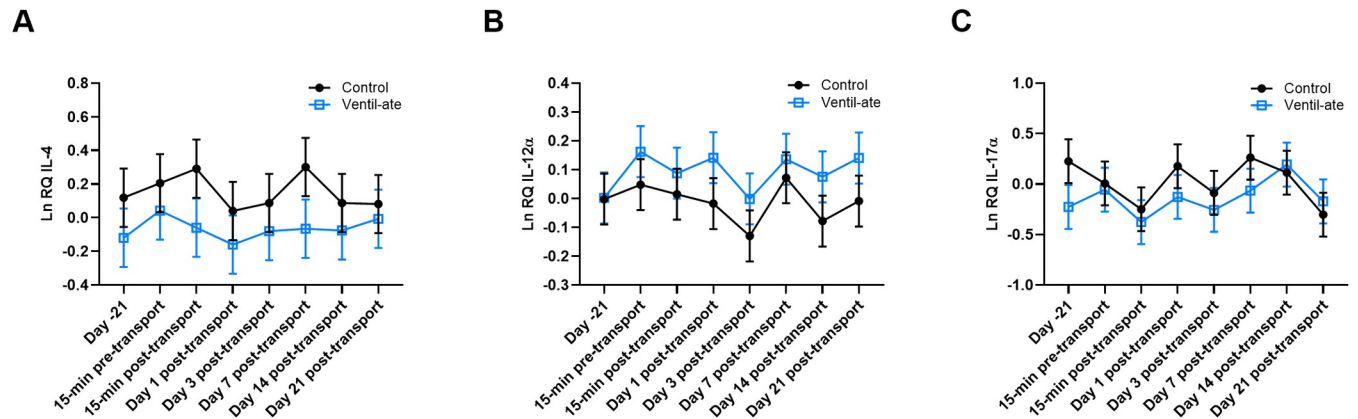 A
Ln RQ IL-4
0.8
0.6
0.4
0.2
0.0
-0.2
-0.4
Control
Ventil-ate
Day -21
15-min pre-transport
15-min post-transport
Day 1 post-transport
Day 3 post-transport
Day 7 post-transport
Day 14 post-transport
Day 21 post-transport
B
Ln RQ IL-12α
0.4
0.3
0.2
0.1
0.0
-0.1
-0.2
-0.3
Control
Ventil-ate
Day -21
15-min pre-transport
15-min post-transport
Day 1 post-transport
Day 3 post-transport
Day 7 post-transport
Day 14 post-transport
Day 21 post-transport
C
Ln RQ IL-17α
1.0
0.5
0.0
-0.5
-1.0
Control
Ventil-ate
Day -21
15-min pre-transport
15-min post-transport
Day 1 post-transport
Day 3 post-transport
Day 7 post-transport
Day 14 post-transport
Day 21 post-transport